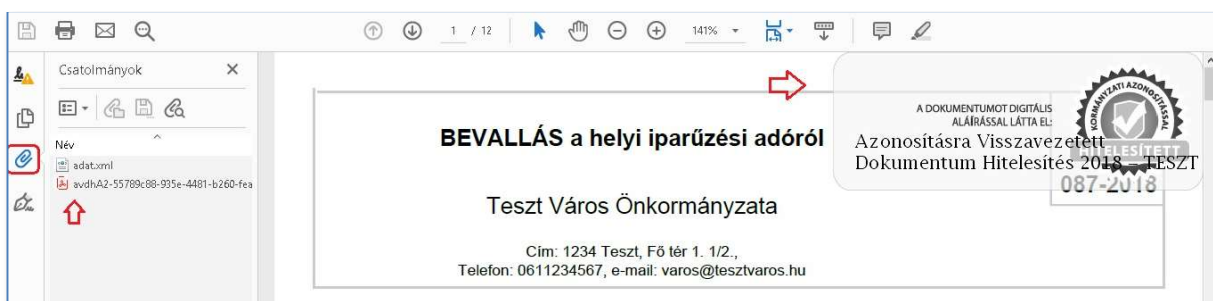 1 / 12
141%
Csatolmányok
Név
adat.xml
avdhA2-55789c88-935e-4481-b260-fea
BEVALLÁS a helyi iparűzési adóról
Teszt Város Önkormányzata
Cím: 1234 Teszt, Fő tér 1. 1/2.,
Telefon: 0611234567, e-mail: varos@tesztvaros.hu
A DOKUMENTUMOT DIGITÁLIS
ALÁÍRÁSSAL LÁTTA EL:
Azonosításra Visszavezetett
Dokumentum Hitelesítés 2018 – TESZT
KORMÁNYZATI AZONOSÍTÁSSAL
HITELESÍTETT
087-2018